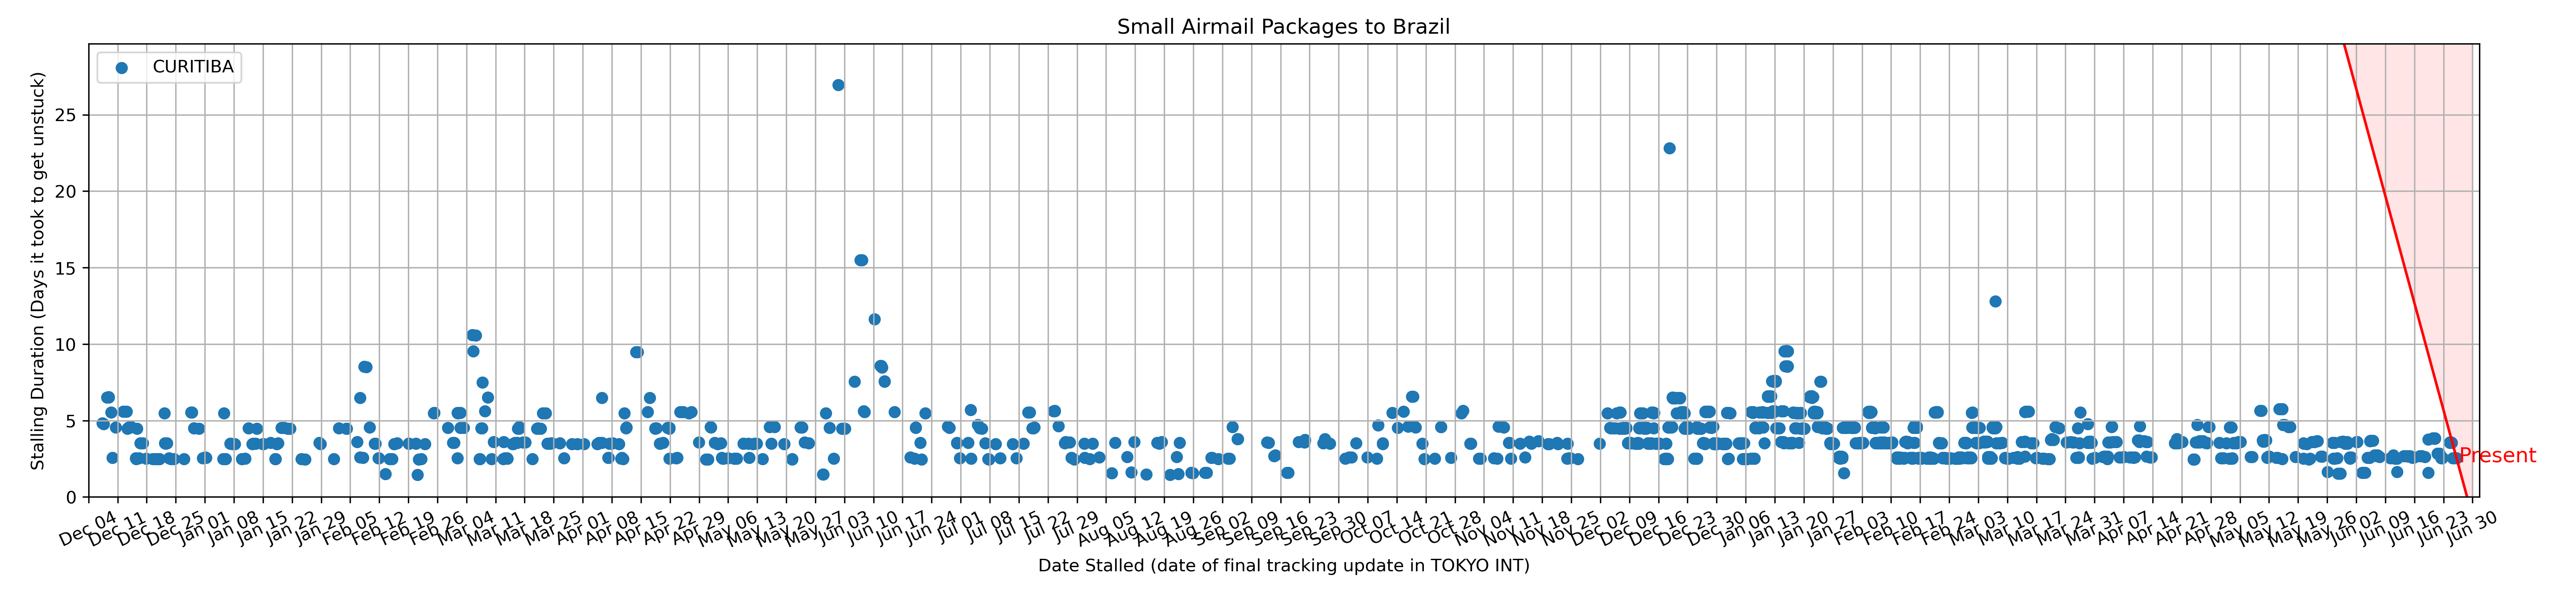 Small Airmail Packages to Brazil
CURITIBA
Stalling Duration (Days it took to get unstuck)
25
20
15
10
5
0
Present
Dec 04
Dec 11
Dec 18
Dec 25
Jan 01
Jan 08
Jan 15
Jan 22
Jan 29
Feb 05
Feb 12
Feb 19
Feb 26
Mar 04
Mar 11
Mar 18
Mar 25
Apr 01
Apr 08
Apr 15
Apr 22
Apr 29
May 06
May 13
May 20
May 27
Jun 03
Jun 10
Jun 17
Jun 24
Jul 01
Jul 08
Jul 15
Jul 22
Jul 29
Aug 05
Aug 12
Aug 19
Aug 26
Sep 02
Sep 09
Sep 16
Sep 23
Sep 30
Oct 07
Oct 14
Oct 21
Oct 28
Nov 04
Nov 11
Nov 18
Nov 25
Dec 02
Dec 09
Dec 16
Dec 23
Dec 30
Jan 06
Jan 13
Jan 20
Jan 27
Feb 03
Feb 10
Feb 17
Feb 24
Mar 03
Mar 10
Mar 17
Mar 24
Mar 31
Apr 07
Apr 14
Apr 21
Apr 28
May 05
May 12
May 19
May 26
Jun 02
Jun 09
Jun 16
Jun 23
Jun 30
Date Stalled (date of final tracking update in TOKYO INT)